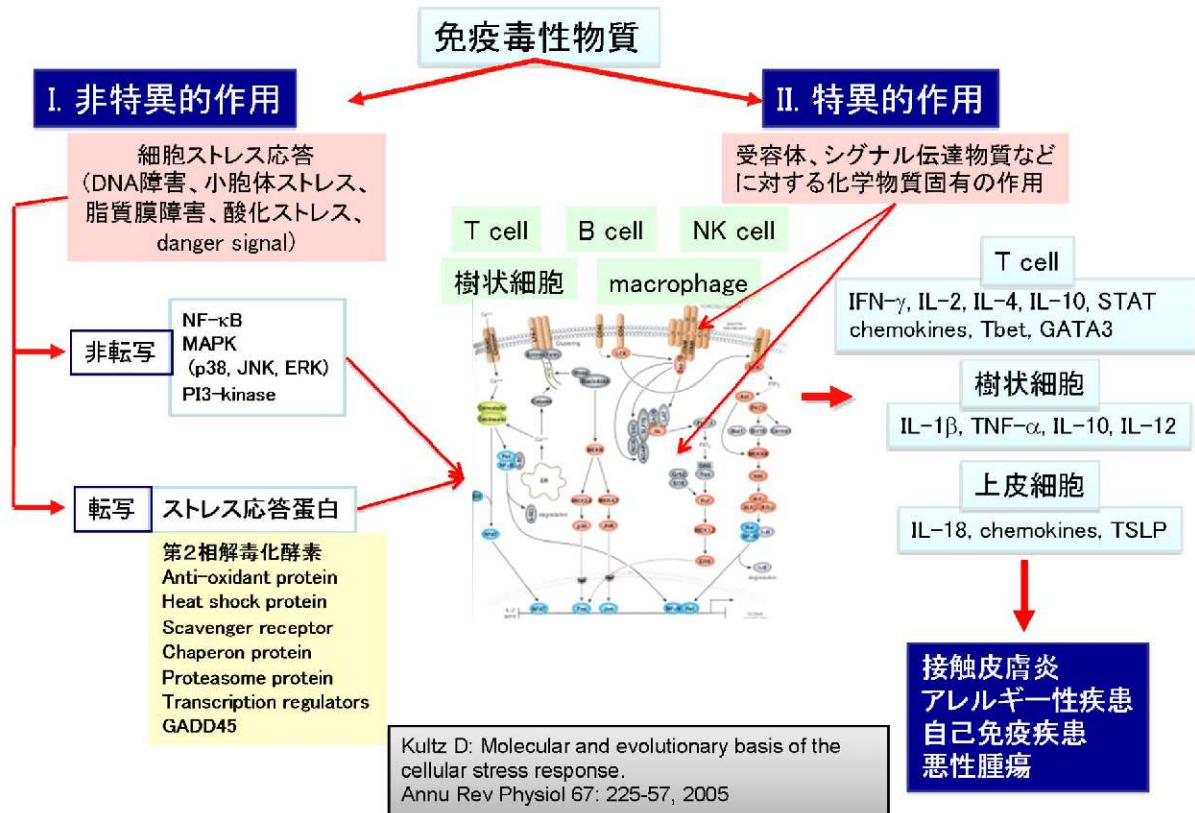 免疫毒性物質
I. 非特異的作用
細胞ストレス応答
(DNA障害、小胞体ストレス、
脂質膜障害、酸化ストレス、
danger signal)
非転写
NF-κB
MAPK
(p38, JNK, ERK)
PI3-kinase
転写
ストレス応答蛋白
第2相解毒化酵素
Anti-oxidant protein
Heat shock protein
Scavenger receptor
Chaperon protein
Proteasome protein
Transcription regulators
GADD45
II. 特異的作用
受容体、シグナル伝達物質など
に対する化学物質固有の作用
T cell
B cell
NK cell
樹状細胞
macrophage
T cell
IFN-γ, IL-2, IL-4, IL-10, STAT
chemokines, Tbet, GATA3
樹状細胞
IL-1β, TNF-α, IL-10, IL-12
上皮細胞
IL-18, chemokines, TSLP
接触皮膚炎
アレルギー性疾患
自己免疫疾患
悪性腫瘍
Kultz D: Molecular and evolutionary basis of the
cellular stress response.
Annu Rev Physiol 67: 225-57, 2005